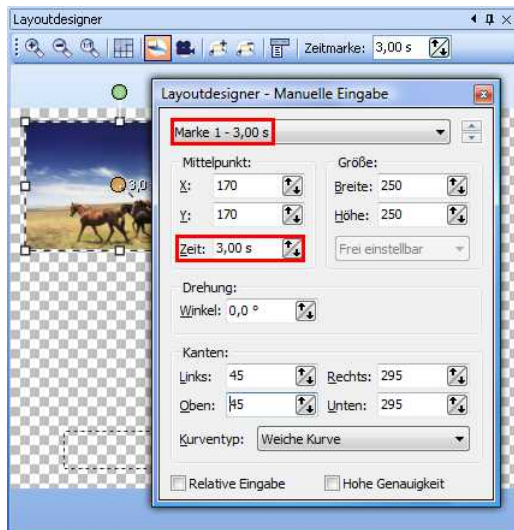 Layoutdesigner
Zeitmarke: 3,00 s
Layoutdesigner - Manuelle Eingabe
Marke 1 - 3,00 s
Mittelpunkt: Größe:
X: 170 Breite: 250
Y: 170 Höhe: 250
Zeit: 3,00 s Frei einstellbar
3,0
Drehung:
Winkel: 0,0 °
Kanten:
Links: 45 Rechts: 295
Oben: 45 Unten: 295
Kurventyp: Weiche Kurve
Relative Eingabe Hohe Genauigkeit